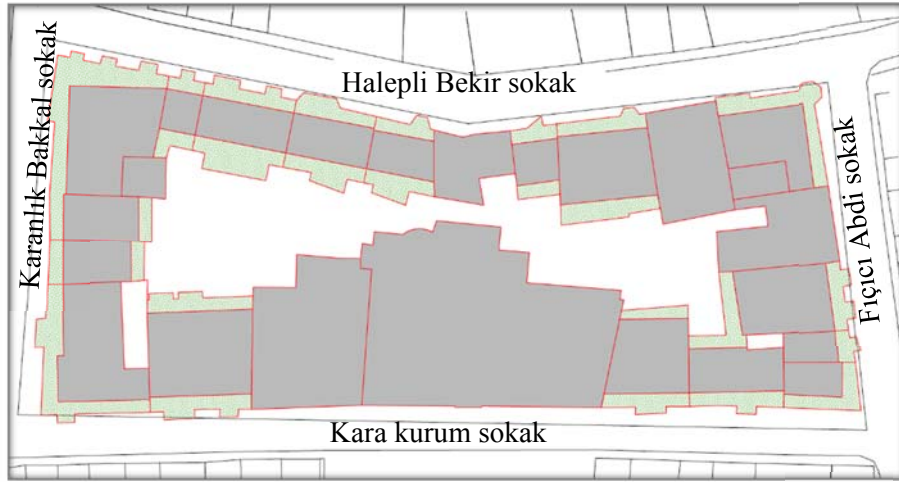 Halepli Bekir sokak
Karanlık Bakkal sokak
Fıçıcı Abdi sokak
Kara kurum sokak